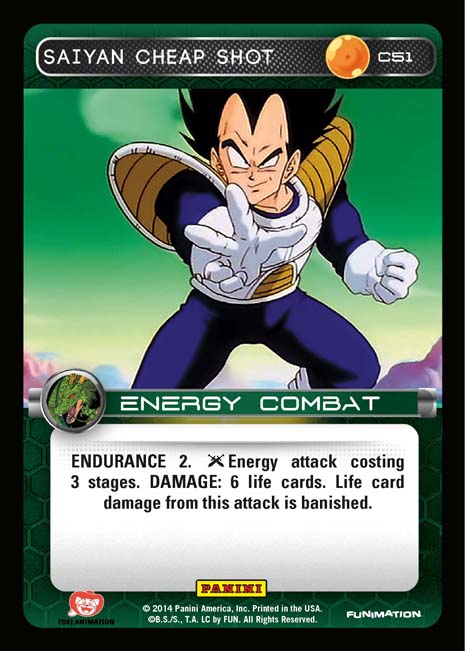 SAIYAN CHEAP SHOT C51
ENERGY COMBAT
ENDURANCE 2. Energy attack costing
3 stages. DAMAGE: 6 life cards. Life card
damage from this attack is banished.
PANINI
© 2014 Panini America, Inc. Printed in the USA.
©B.S./S., T.A. LC by FUN. All Rights Reserved.
TOEI ANIMATION
FUNIMATION